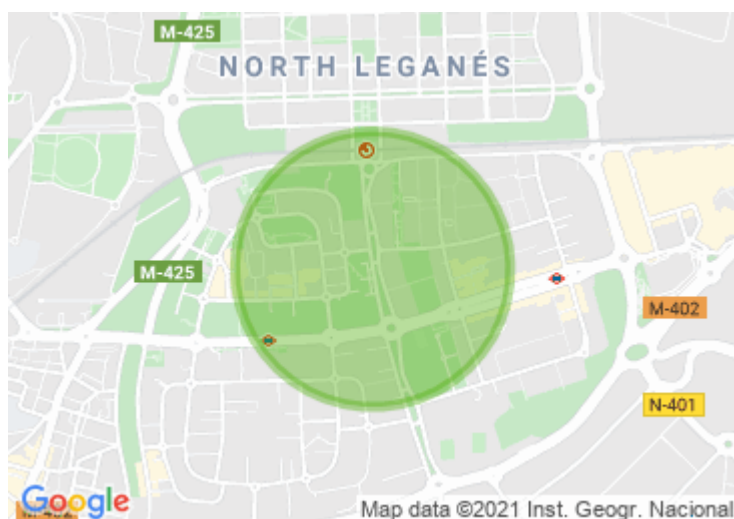 M-425
NORTH LEGANÉS
M-425
M-402
N-401
Google
Map data ©2021 Inst. Geogr. Nacional